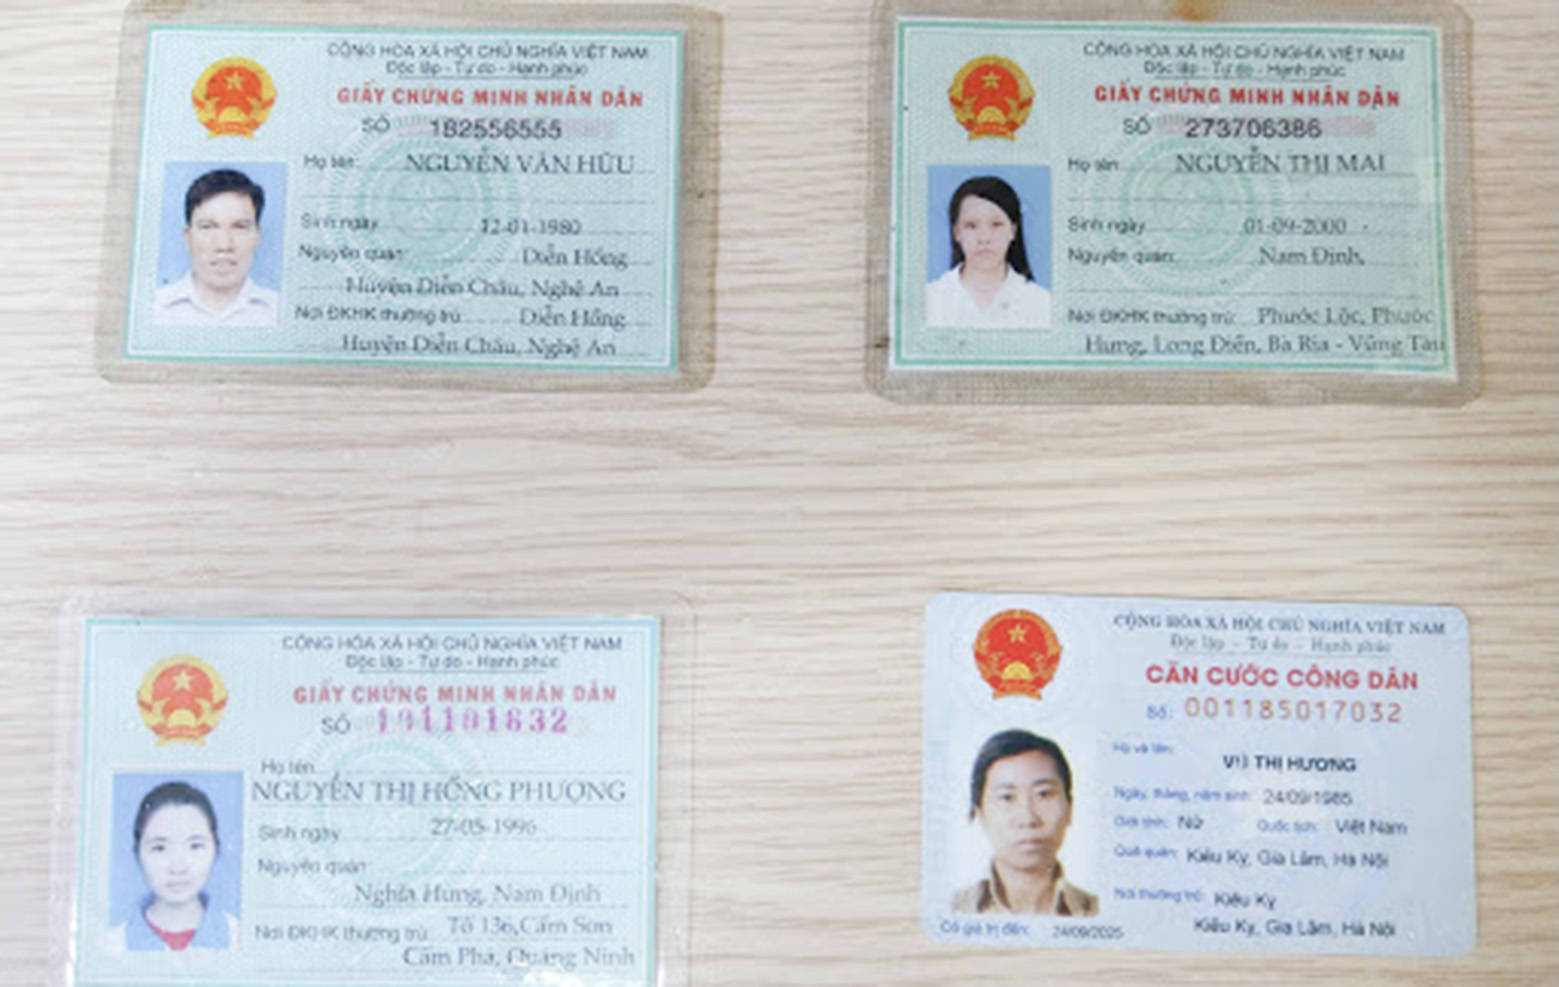 CỘNG HÒA XÃ HỘI CHỦ NGHĨA VIỆT NAM
Độc lập - Tự do - Hạnh phúc
GIẤY CHỨNG MINH NHÂN DÂN
SỐ 182556555
Họ tên: NGUYỄN VĂN HỮU
Sinh ngày 12-01-1980
Nguyên quán: Diễn Hồng
Huyện Diễn Châu, Nghệ An
Nơi ĐKHK thường trú: Diễn Hồng
Huyện Diễn Châu, Nghệ An
CỘNG HÒA XÃ HỘI CHỦ NGHĨA VIỆT NAM
Độc lập - Tự do - Hạnh phúc
GIẤY CHỨNG MINH NHÂN DÂN
SỐ 273706386
Họ tên: NGUYỄN THỊ MAI
Sinh ngày 01-09-2000
Nguyên quán: Nam Định,
Nơi ĐKHK thường trú: Phước Lộc, Phước
Hưng, Long Điền, Bà Rịa - Vũng Tàu
CỘNG HÒA XÃ HỘI CHỦ NGHĨA VIỆT NAM
Độc lập - Tự do - Hạnh phúc
GIẤY CHỨNG MINH NHÂN DÂN
SỐ
Họ tên
NGUYỄN THỊ HỒNG PHƯỢNG
Sinh ngày 27-05-1996
Nguyên quán:
Nghĩa Hưng, Nam Định
Nơi ĐKHK thường trú: Tổ 136, Cẩm Sơn
Cẩm Phả, Quảng Ninh
CỘNG HÒA XÃ HỘI CHỦ NGHĨA VIỆT NAM
Độc lập - Tự do - Hạnh phúc
CĂN CƯỚC CÔNG DÂN
Số: 001185017032
Họ và tên:
VŨ THỊ HƯƠNG
Ngày, tháng, năm sinh: 24/09/1985
Giới tính: Nữ Quốc tịch: Việt Nam
Quê quán: Kiêu Kỵ, Gia Lâm, Hà Nội
Nơi thường trú: Kiêu Kỵ
Kiêu Kỵ, Gia Lâm, Hà Nội
Có giá trị đến: 24/09/2025